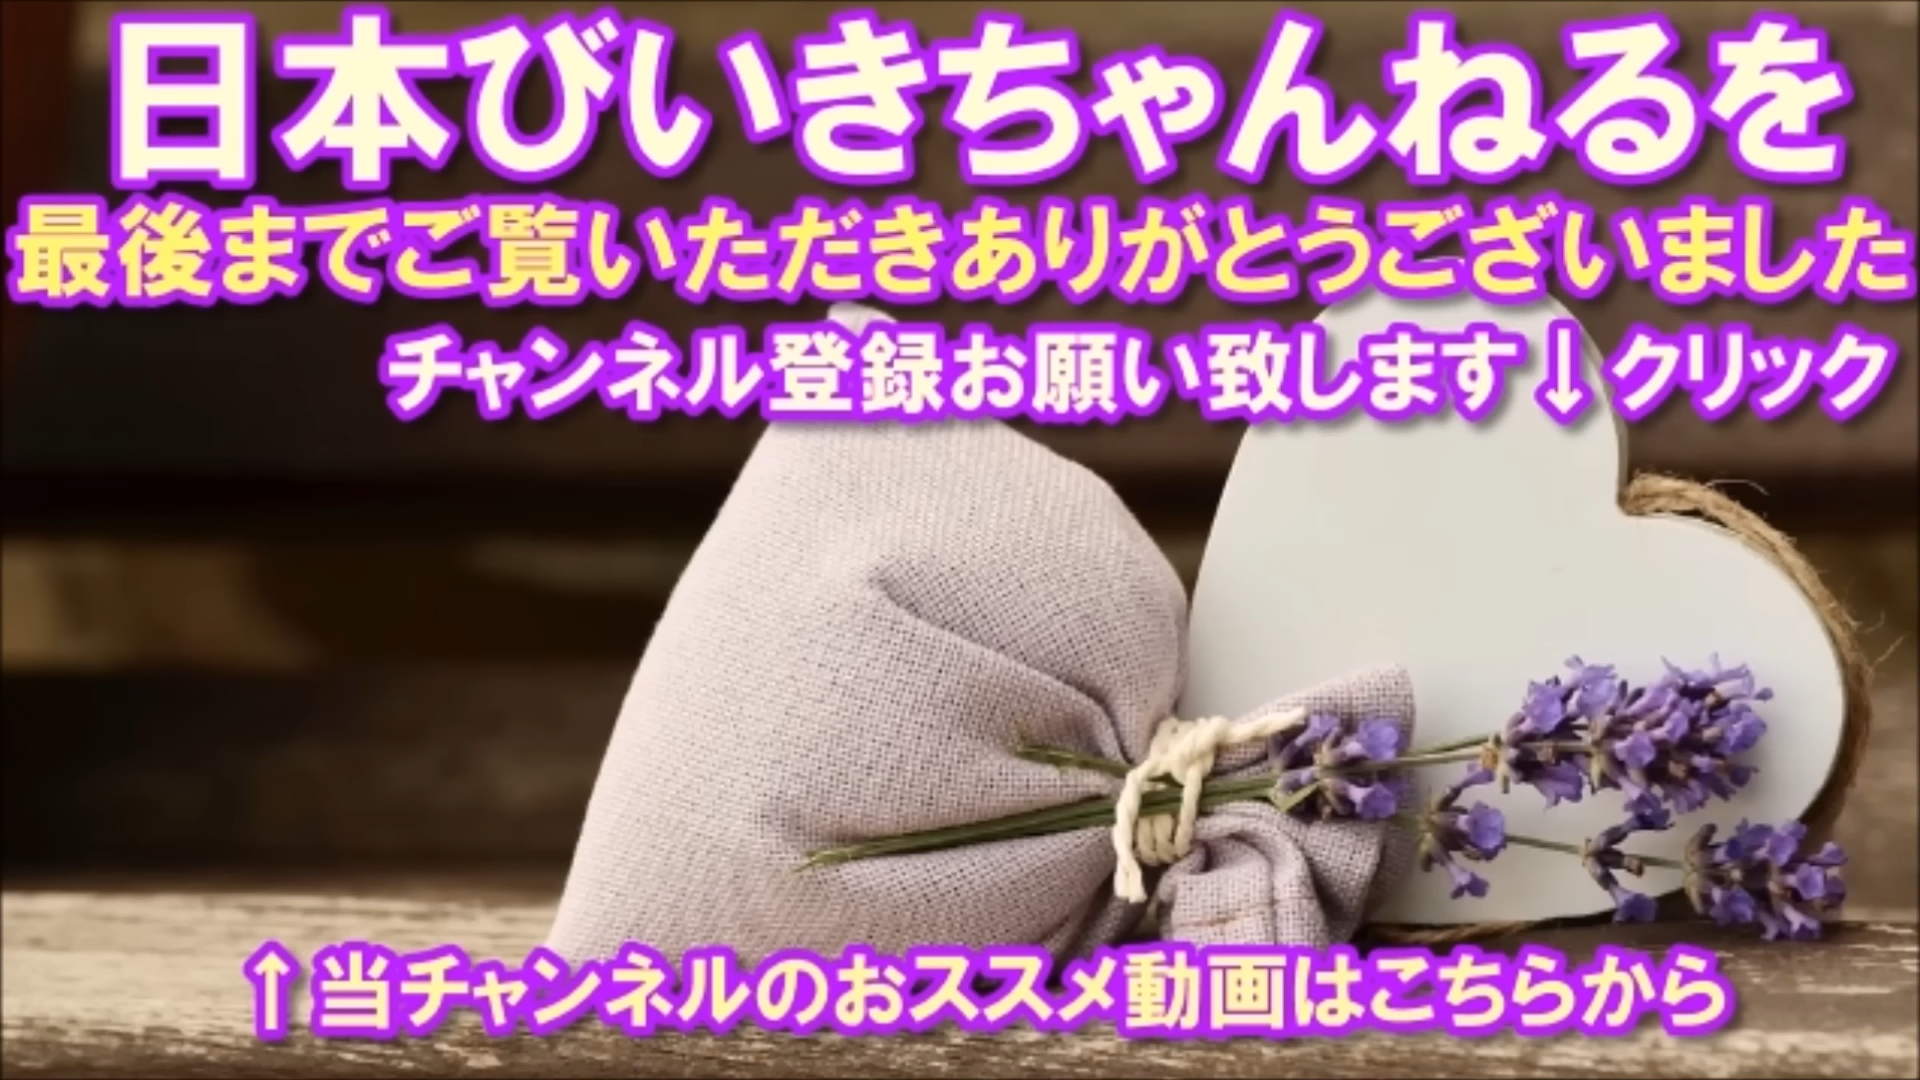 日本びいきちゃんねるを
最後までご覧いただきありがとうございました
チャンネル登録お願い致します↓クリック
↑当チャンネルのおススメ動画はこちらから